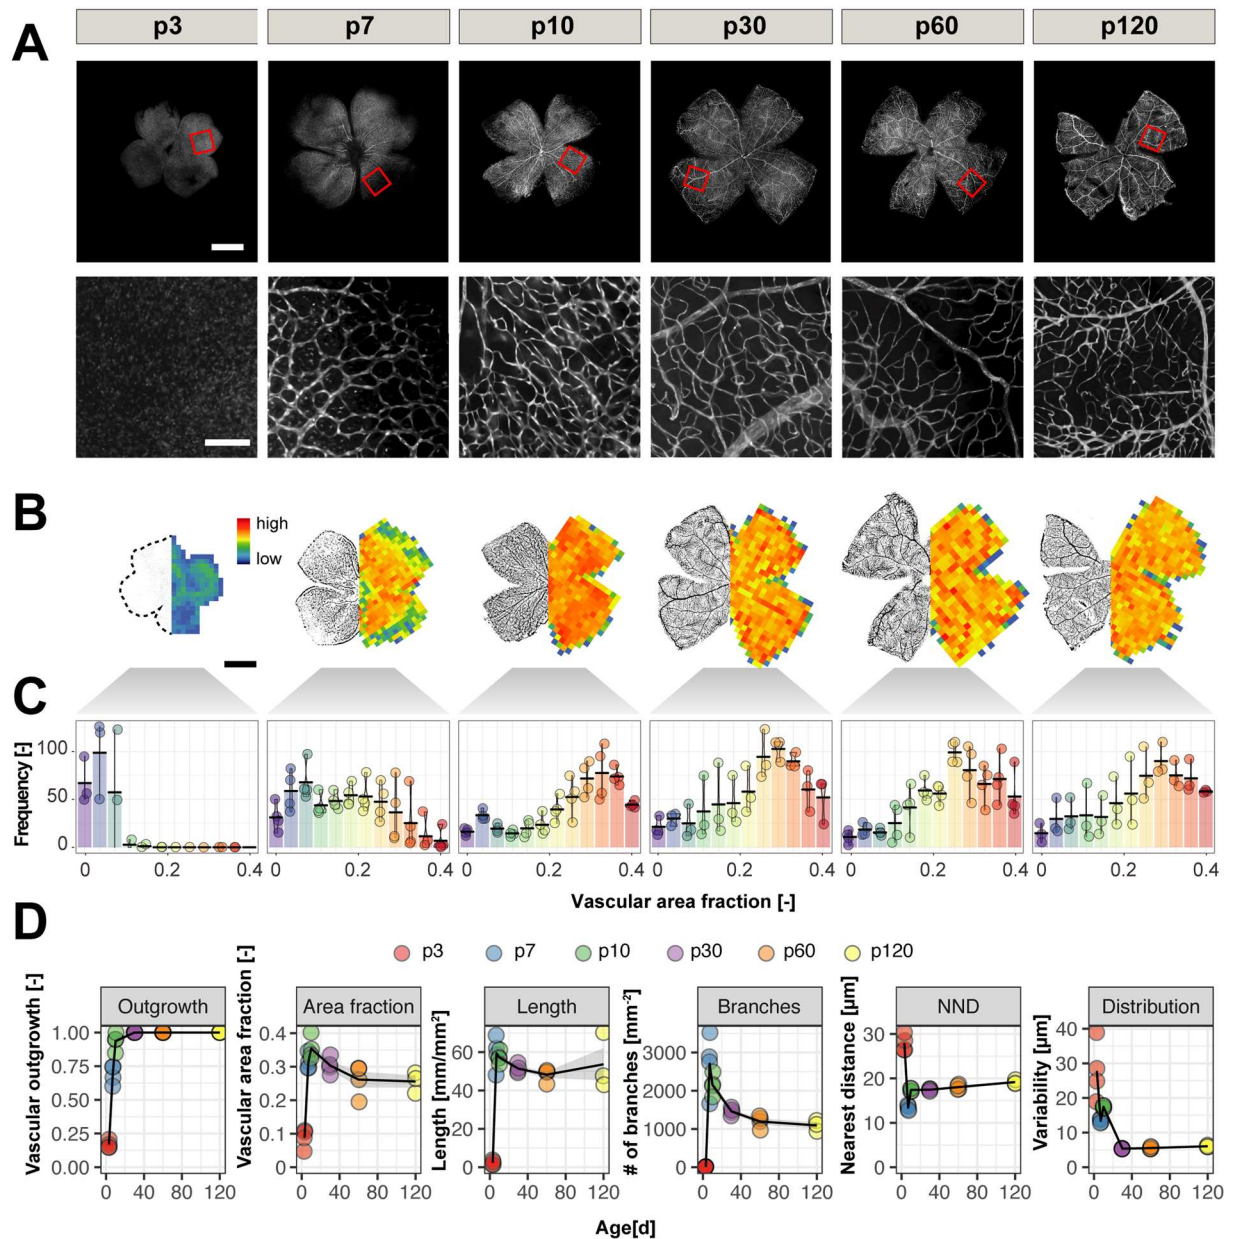 A
p3 p7 p10 p30 p60 p120
B
high
low
C
Frequency [-]
100
50
0
0 0.2 0.4 0 0.2 0.4 0 0.2 0.4 0 0.2 0.4 0 0.2 0.4 0 0.2 0.4
Vascular area fraction [-]
D
p3 p7 p10 p30 p60 p120
Vascular outgrowth [-]
Outgrowth
1.00
0.75
0.50
0.25
0.00
0 40 80 120
Vascular area fraction [-]
Area fraction
0.4
0.3
0.2
0.1
0
0 40 80 120
Length [mm/mm²]
Length
60
40
20
0
0 40 80 120
# of branches [mm⁻²]
Branches
3000
2000
1000
0
0 40 80 120
Nearest distance [µm]
NND
30
20
10
0
0 40 80 120
Variability [µm]
Distribution
40
30
20
10
0
0 40 80 120
Age[d]